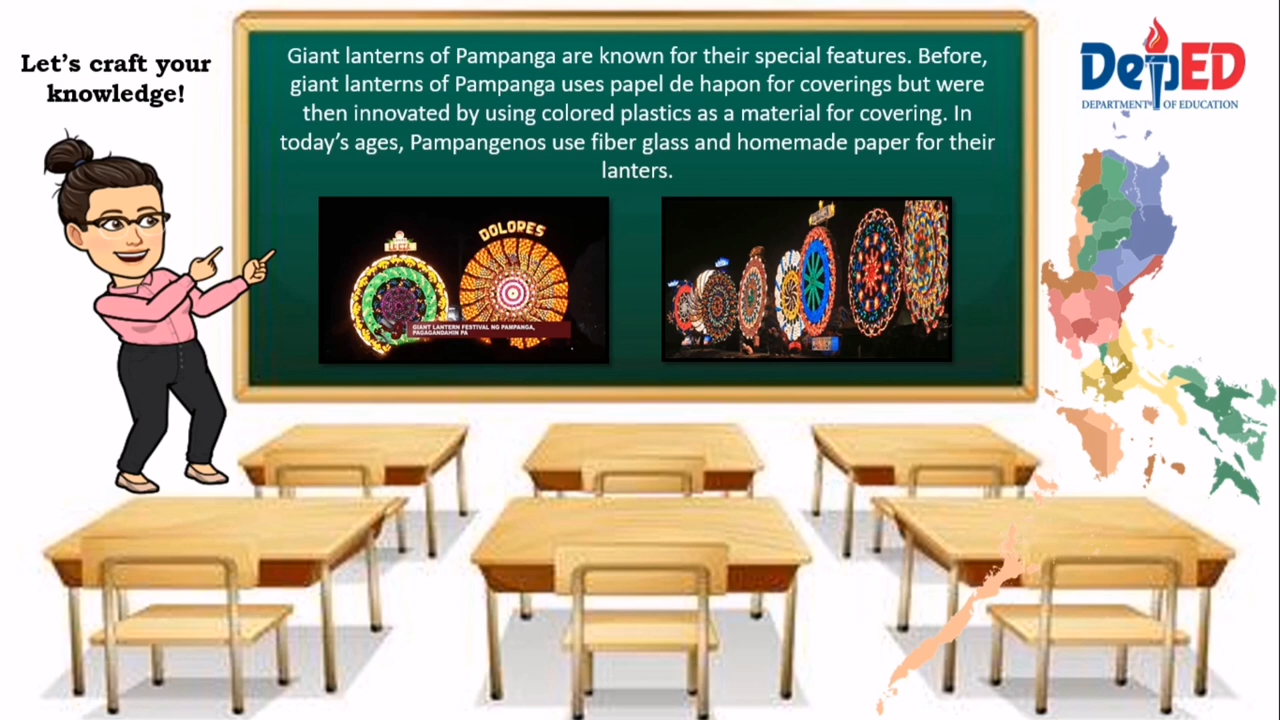 Let's craft your
knowledge!
Giant lanterns of Pampanga are known for their special features. Before,
giant lanterns of Pampanga uses papel de hapon for coverings but were
then innovated by using colored plastics as a material for covering. In
today's ages, Pampangenos use fiber glass and homemade paper for their
lanters.
DOLORES
GIANT LANTERN FESTIVAL NG PAMPANGA,
PAGAGANDAHIN PA
DepED
DEPARTMENT OF EDUCATION